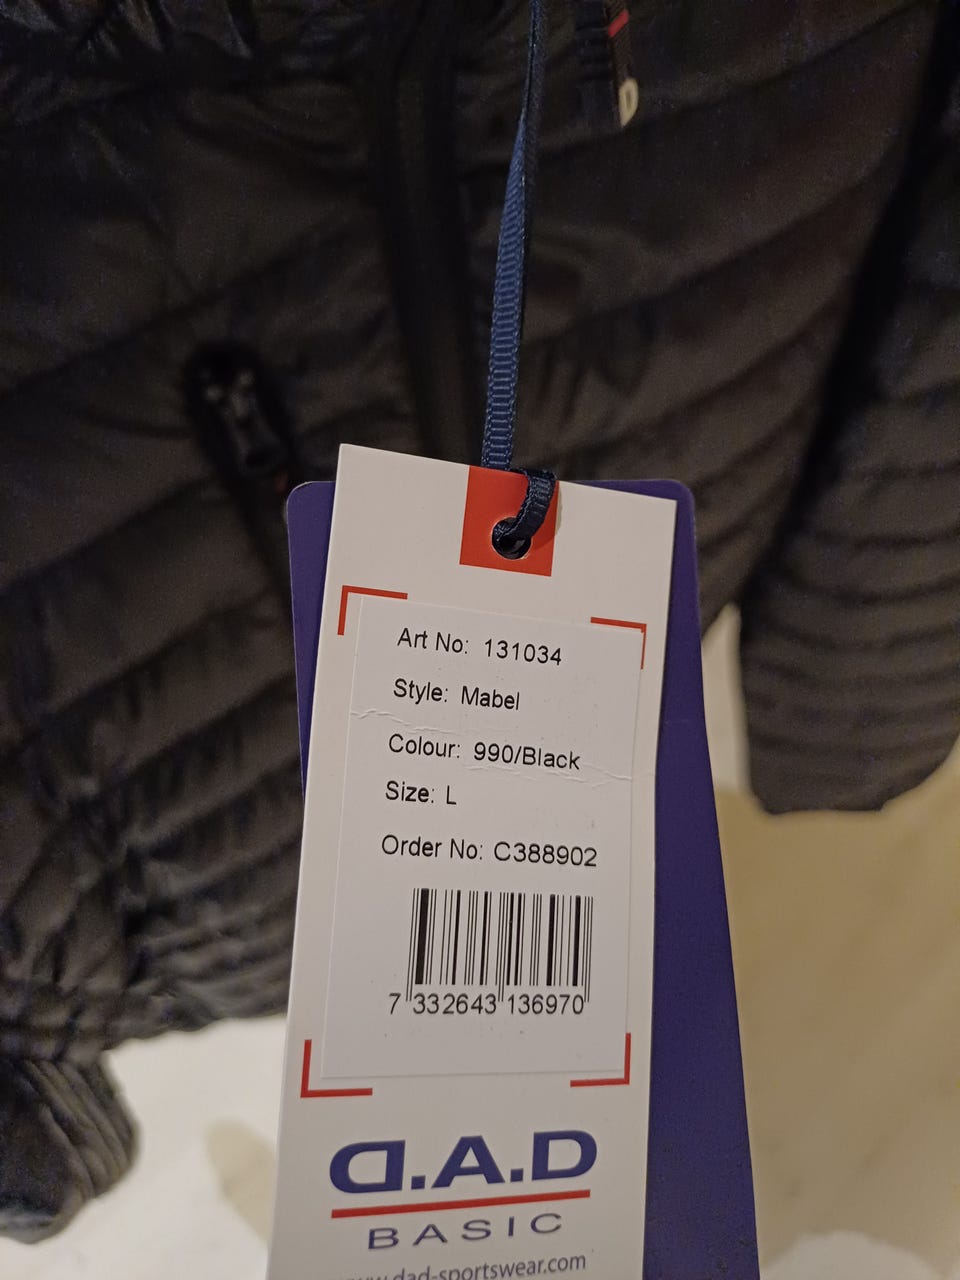 D
Art No: 131034
Style: Mabel
Colour: 990/Black
Size: L
Order No: C388902
7 332643 136970
D.A.D
BASIC
www.dad-sportswear.com